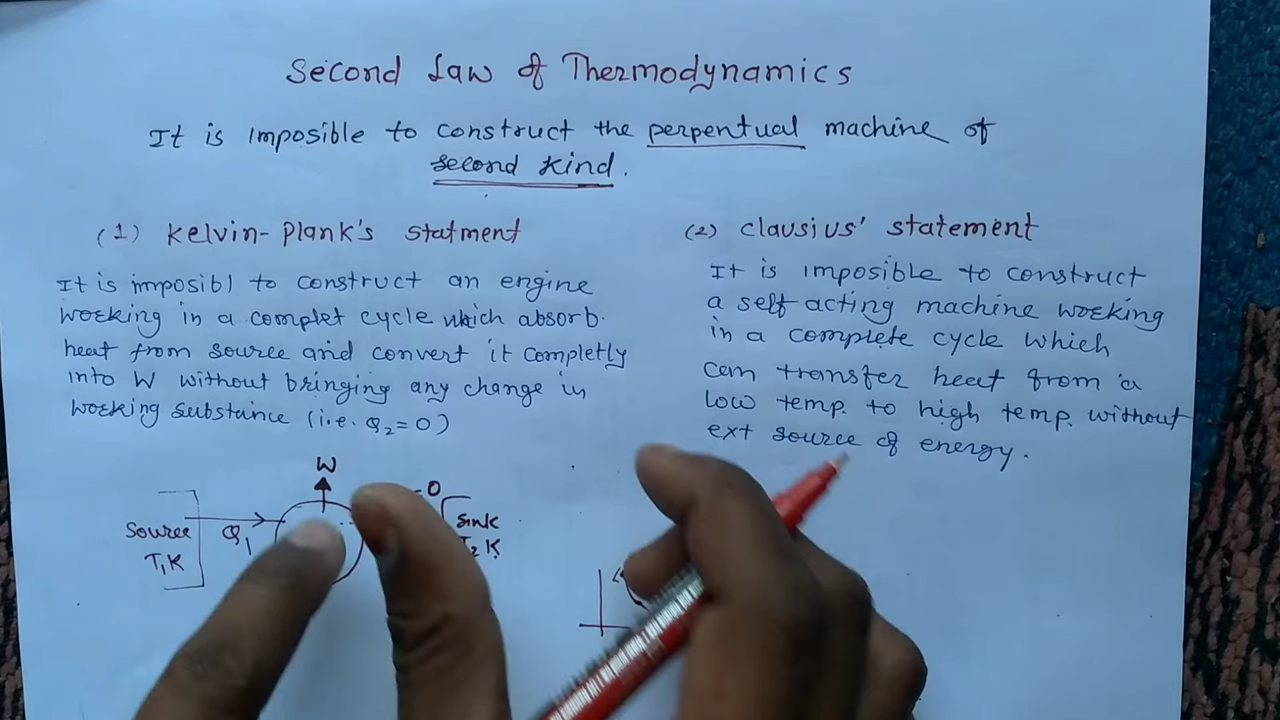 Second Law of Thermodynamics
It is imposible to construct the perpentual machine of
second kind.
(1) Kelvin-Plank's statment
It is imposibl to construct an engine
working in a complet cycle which absorb
heat from source and convert it completly
into W without bringing any change in
working substance (i.e. Q₂=0)
(2) Clausius' statement
It is imposible to construct
a self acting machine working
in a complete cycle which
can transfer heat from a
low temp. to high temp. without
ext source of energy.
W
Source
T₁K
Q₁
0
Sink
T₂K